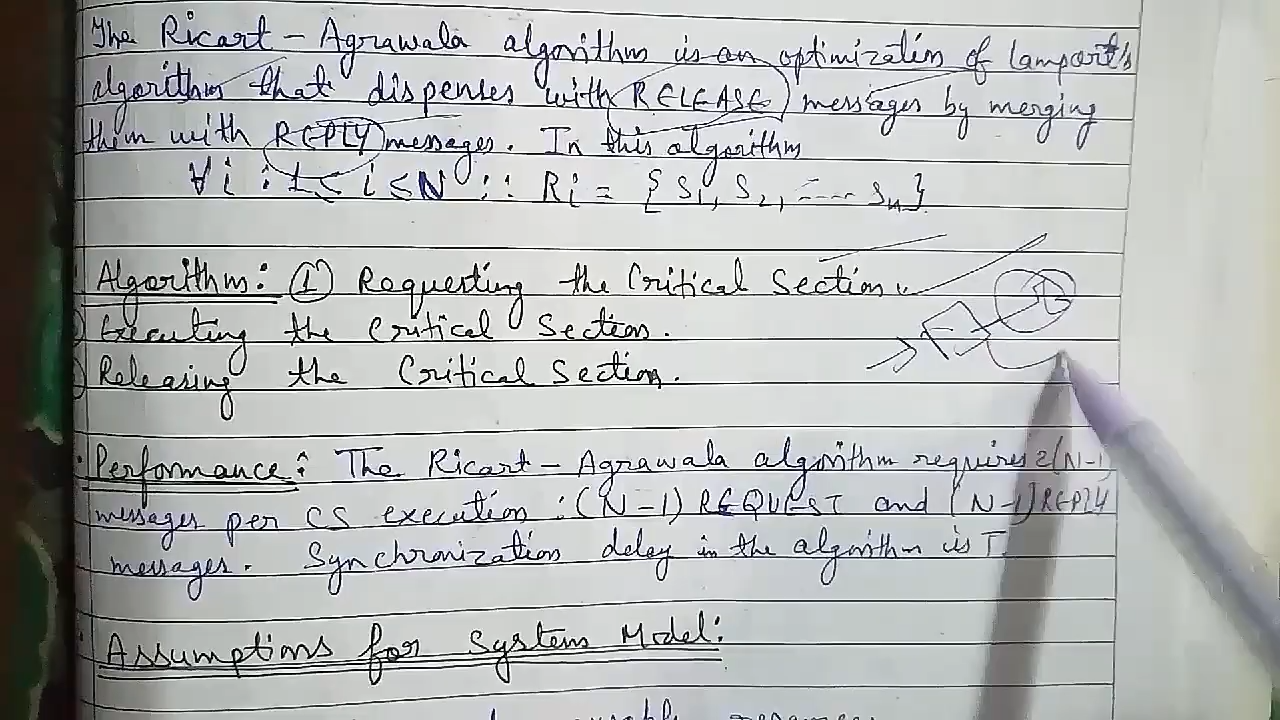 The Ricart - Agrawala algorithm is an optimization of lamport's
algorithm that dispenses with RELEASE messages by merging
them with REPLY messages. In this algorithm
∀i : 1 ≤ i ≤ N :: Ri = {S1, S2, ---- Sn}
Algorithm: ① Requesting the Critical Section.
Executing the Critical Section.
Releasing the Critical Section.
Performance: The Ricart - Agrawala algorithm requires 2(N-1)
messages per CS execution : (N-1) REQUEST and (N-1) REPLY
messages. Synchronization delay in the algorithm is T
Assumptions for System Model: